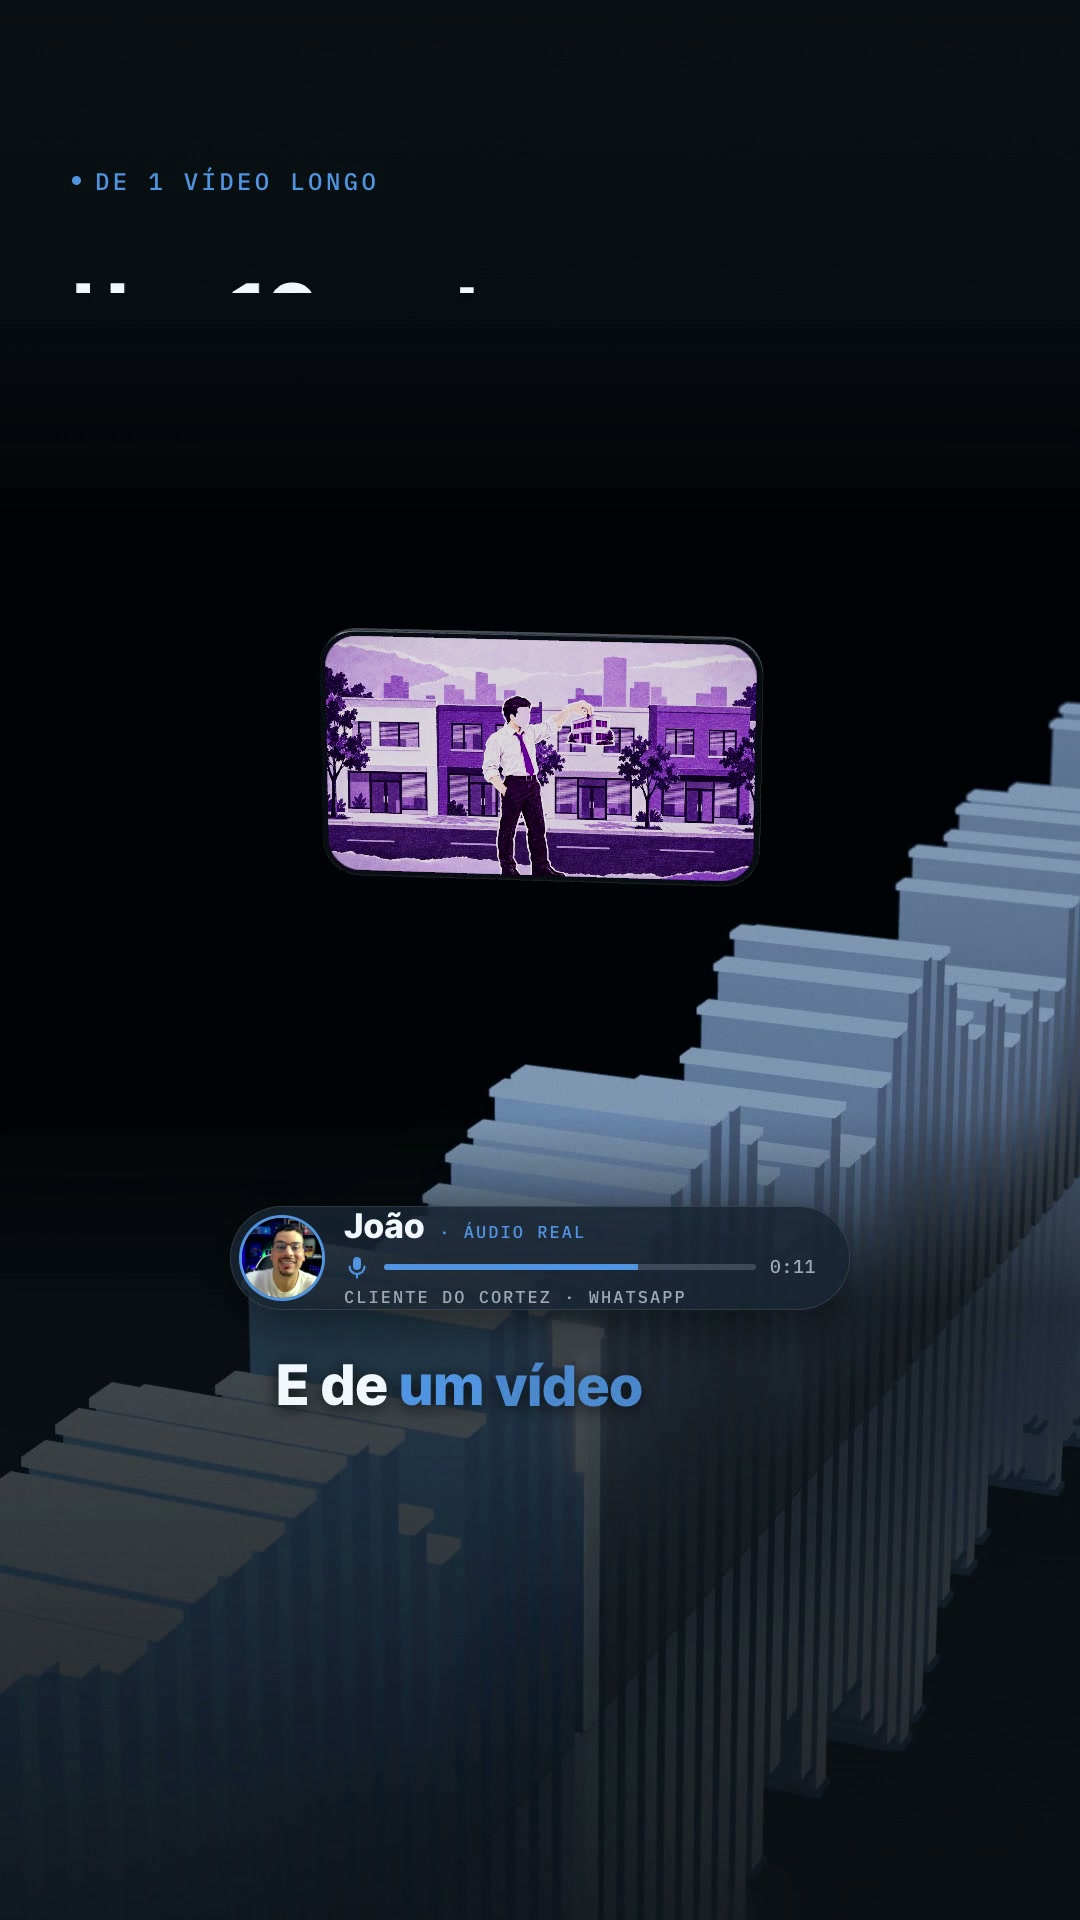 • DE 1 VÍDEO LONGO
João · ÁUDIO REAL
0:11
CLIENTE DO CORTEZ · WHATSAPP
E de um vídeo